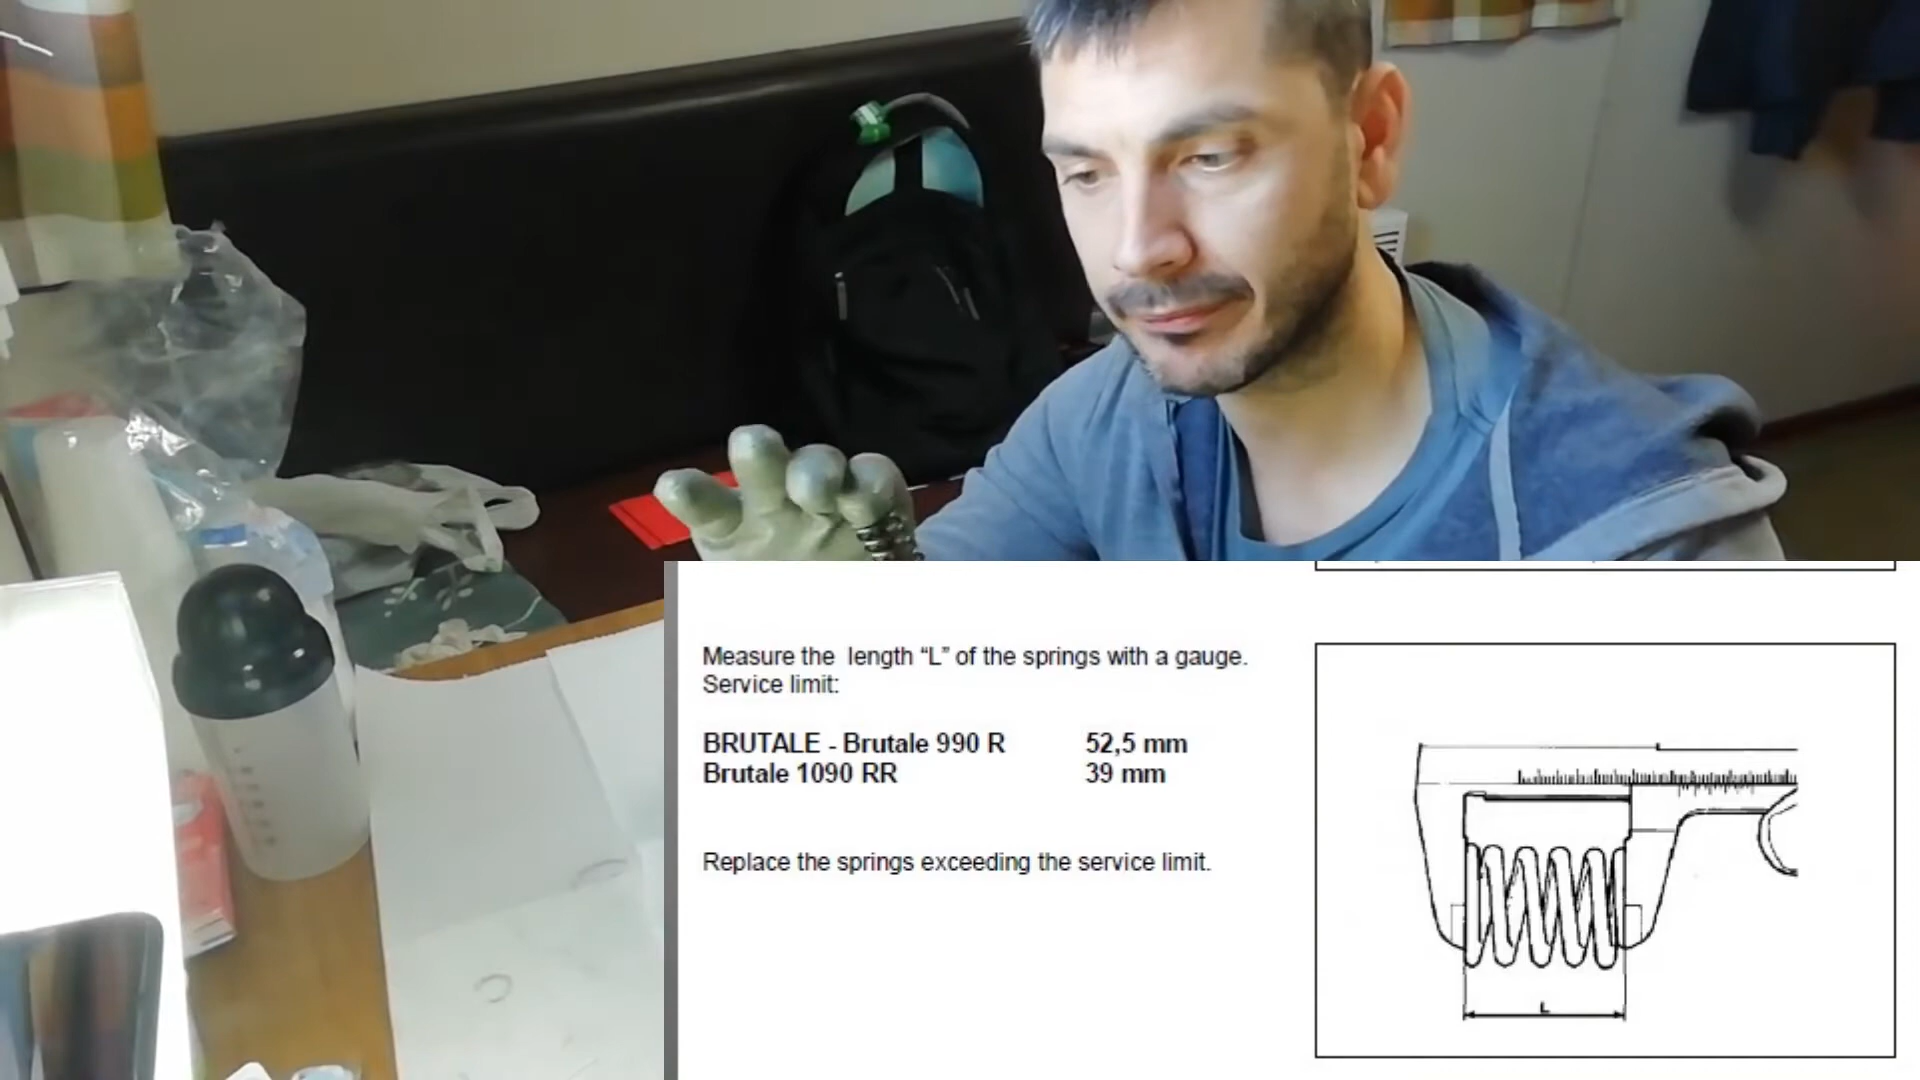 Measure the length “L” of the springs with a gauge.
Service limit:
BRUTALE - Brutale 990 R 52,5 mm
Brutale 1090 RR 39 mm
Replace the springs exceeding the service limit.
L